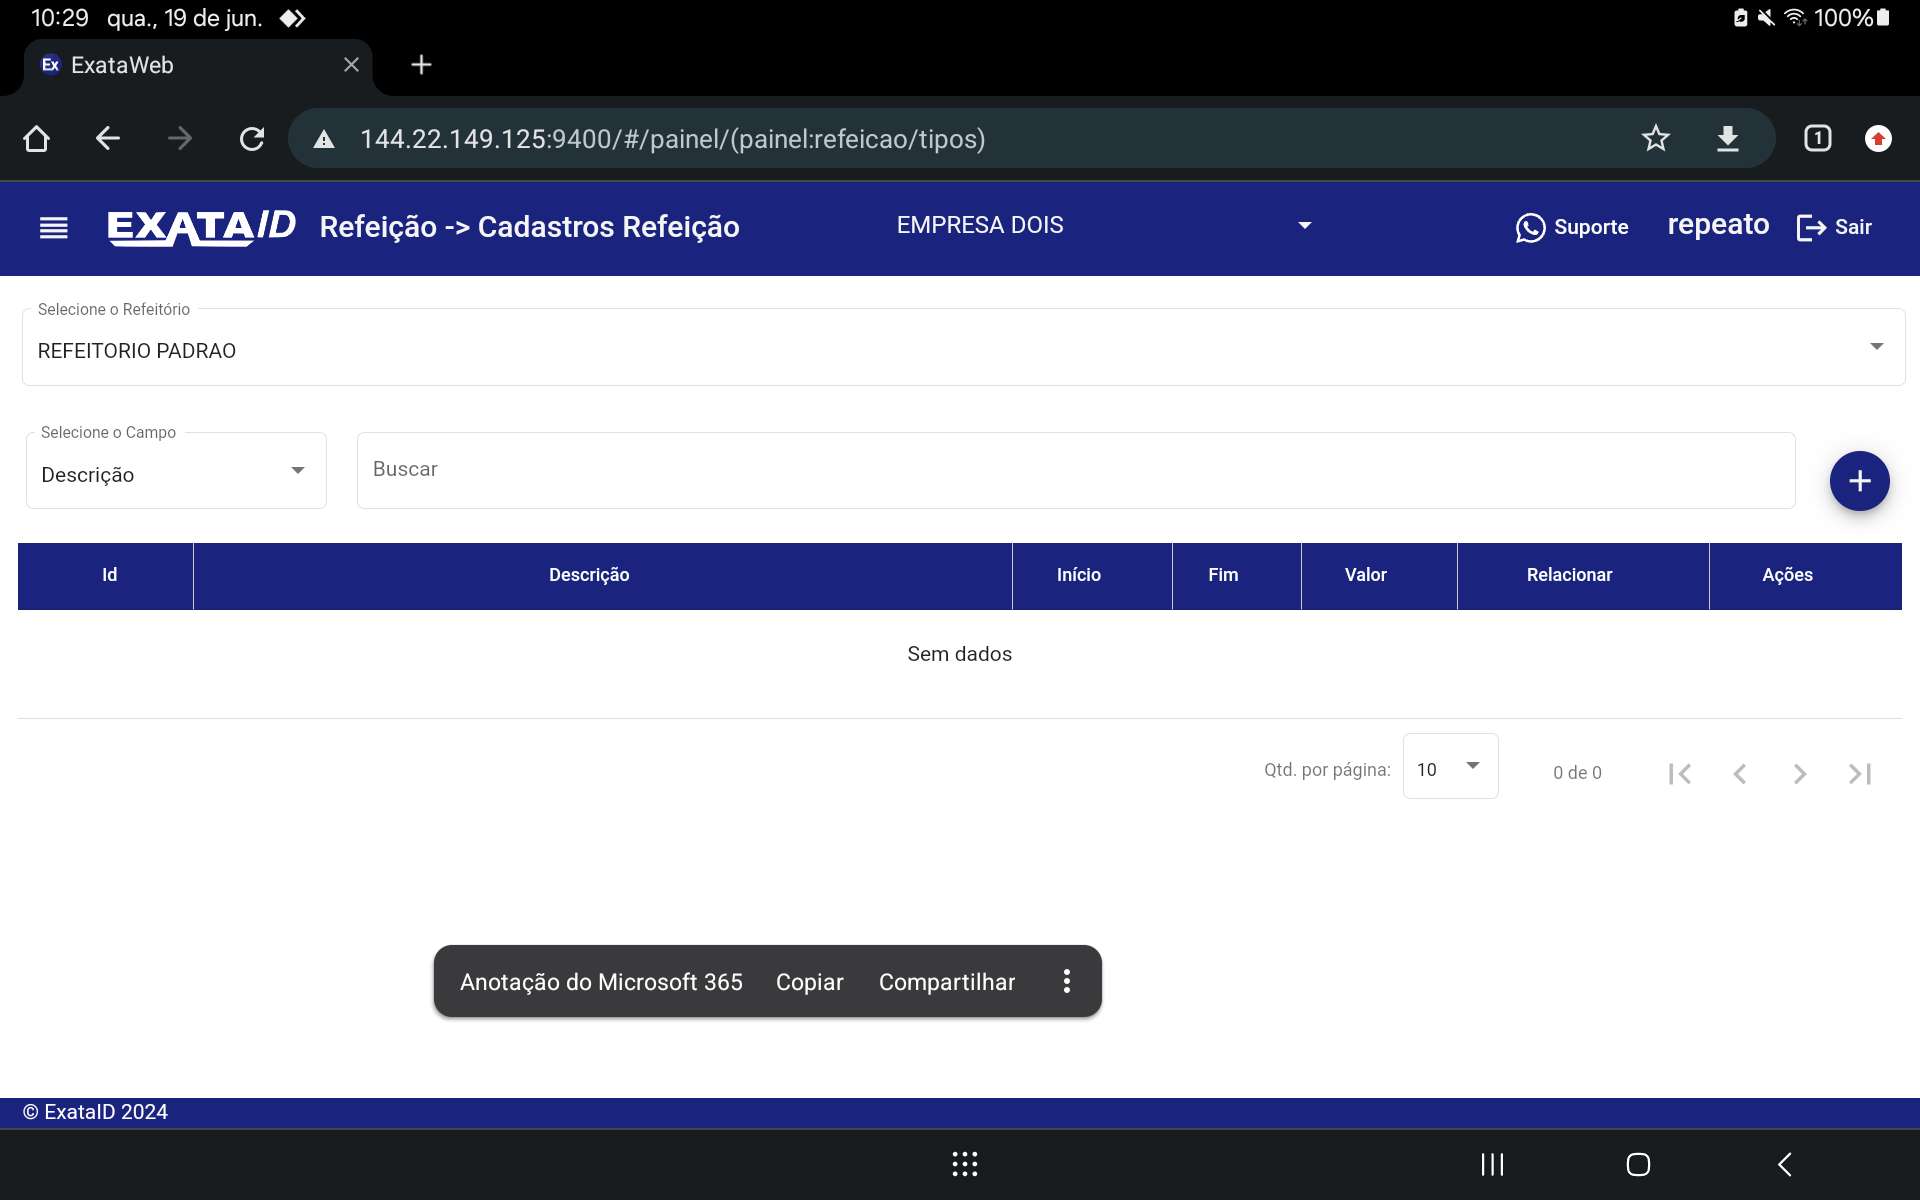 10:29 qua., 19 de jun. 100%
Ex ExataWeb
144.22.149.125:9400/#/painel/(painel:refeicao/tipos) 1
EXATAID Refeição -> Cadastros Refeição EMPRESA DOIS Suporte repeato Sair
Selecione o Refeitório
REFEITORIO PADRAO
Selecione o Campo
Descrição Buscar
Id Descrição Início Fim Valor Relacionar Ações
Sem dados
Qtd. por página: 10 0 de 0
Anotação do Microsoft 365 Copiar Compartilhar
© ExataID 2024